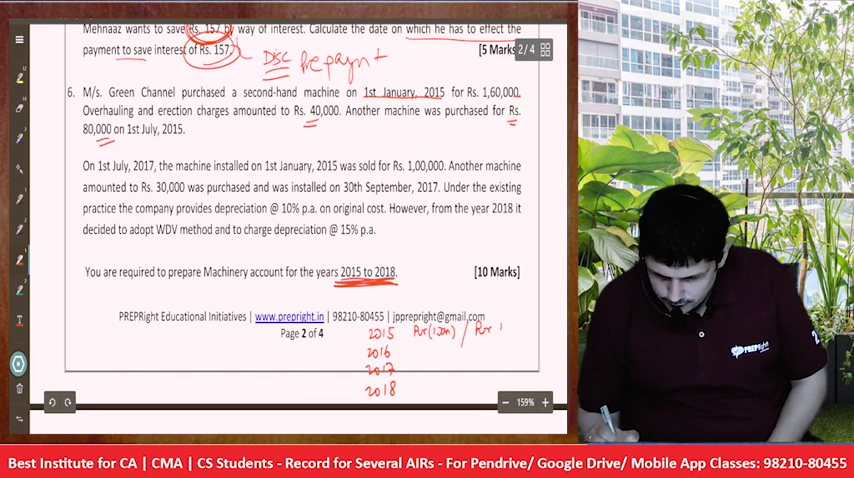 Mehnaaz wants to save Rs. 157 by way of interest. Calculate the date on which he has to effect the
payment to save interest of Rs. 157. Disc Prepaymt [5 Marks
2/4
6. M/s. Green Channel purchased a second-hand machine on 1st January, 2015 for Rs. 1,60,000.
Overhauling and erection charges amounted to Rs. 40,000. Another machine was purchased for Rs.
80,000 on 1st July, 2015.
On 1st July, 2017, the machine installed on 1st January, 2015 was sold for Rs. 1,00,000. Another machine
amounted to Rs. 30,000 was purchased and was installed on 30th September, 2017. Under the existing
practice the company provides depreciation @ 10% p.a. on original cost. However, from the year 2018 it
decided to adopt WDV method and to charge depreciation @ 15% p.a.
You are required to prepare Machinery account for the years 2015 to 2018. [10 Marks]
PREPRight Educational Initiatives | www.prepright.in | 98210-80455 | jpprepright@gmail.com
Page 2 of 4
2015 Pur (1Jan) / Pur
2016
2017
2018
159%
PREPRight
Best Institute for CA | CMA | CS Students - Record for Several AIRs - For Pendrive/ Google Drive/ Mobile App Classes: 98210-80455